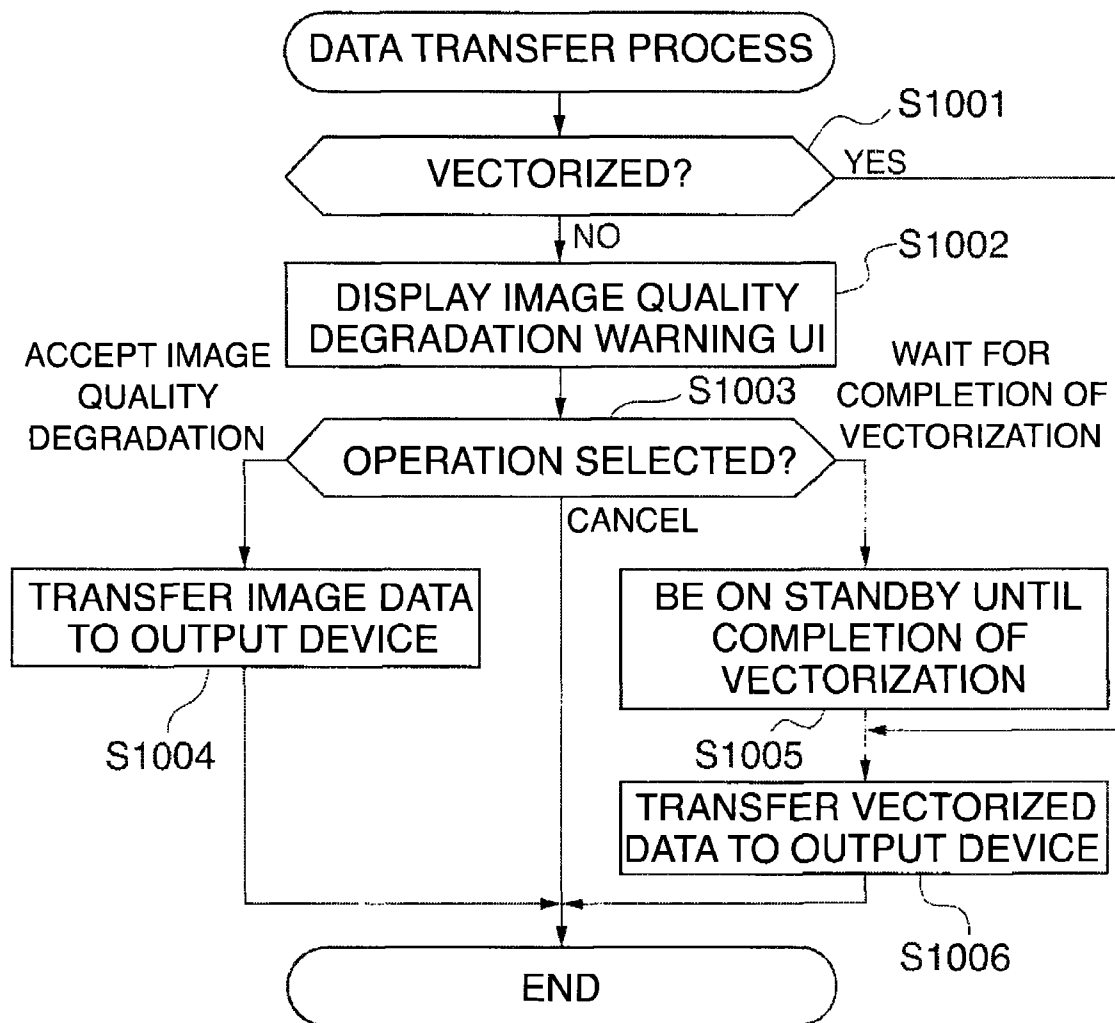 DATA TRANSFER PROCESS
S1001
VECTORIZED?
YES
NO
S1002
DISPLAY IMAGE QUALITY
DEGRADATION WARNING UI
ACCEPT IMAGE
QUALITY
DEGRADATION
WAIT FOR
COMPLETION OF
VECTORIZATION
S1003
OPERATION SELECTED?
CANCEL
TRANSFER IMAGE DATA
TO OUTPUT DEVICE
S1004
BE ON STANDBY UNTIL
COMPLETION OF
VECTORIZATION
S1005
TRANSFER VECTORIZED
DATA TO OUTPUT DEVICE
S1006
END